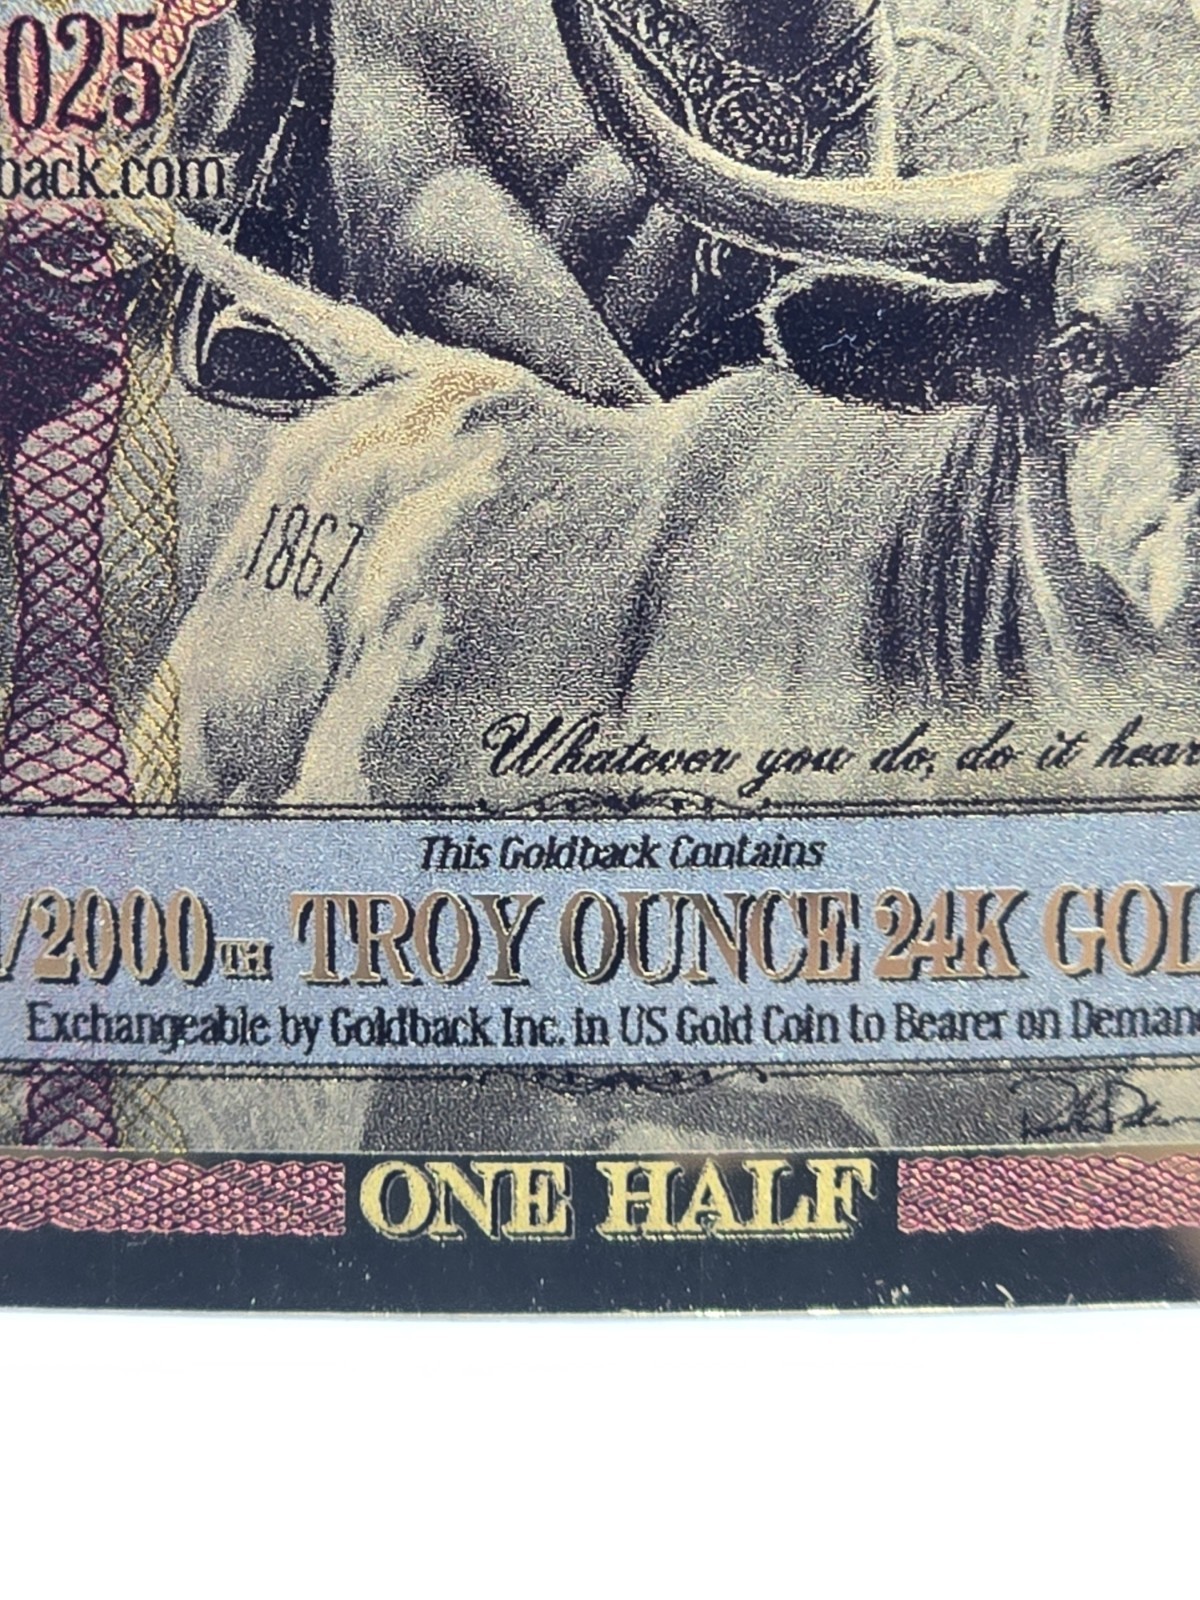 025
back.com
1867
Whatever you do, do it hear
This Goldback Contains
/2000TH TROY OUNCE 24K GOL
Exchangeable by Goldback Inc. in US Gold Coin to Bearer on Deman
ONE HALF